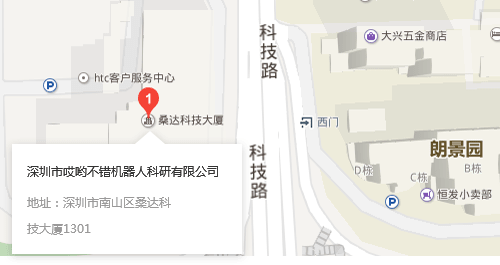 科技路
大兴五金商店
htc客户服务中心
P
1
桑达科技大厦
西门
朗景园
科技路
深圳市哎哟不错机器人科研有限公司
D栋
B栋
C栋
地址：深圳市南山区桑达科
恒发小卖部
P
技大厦1301